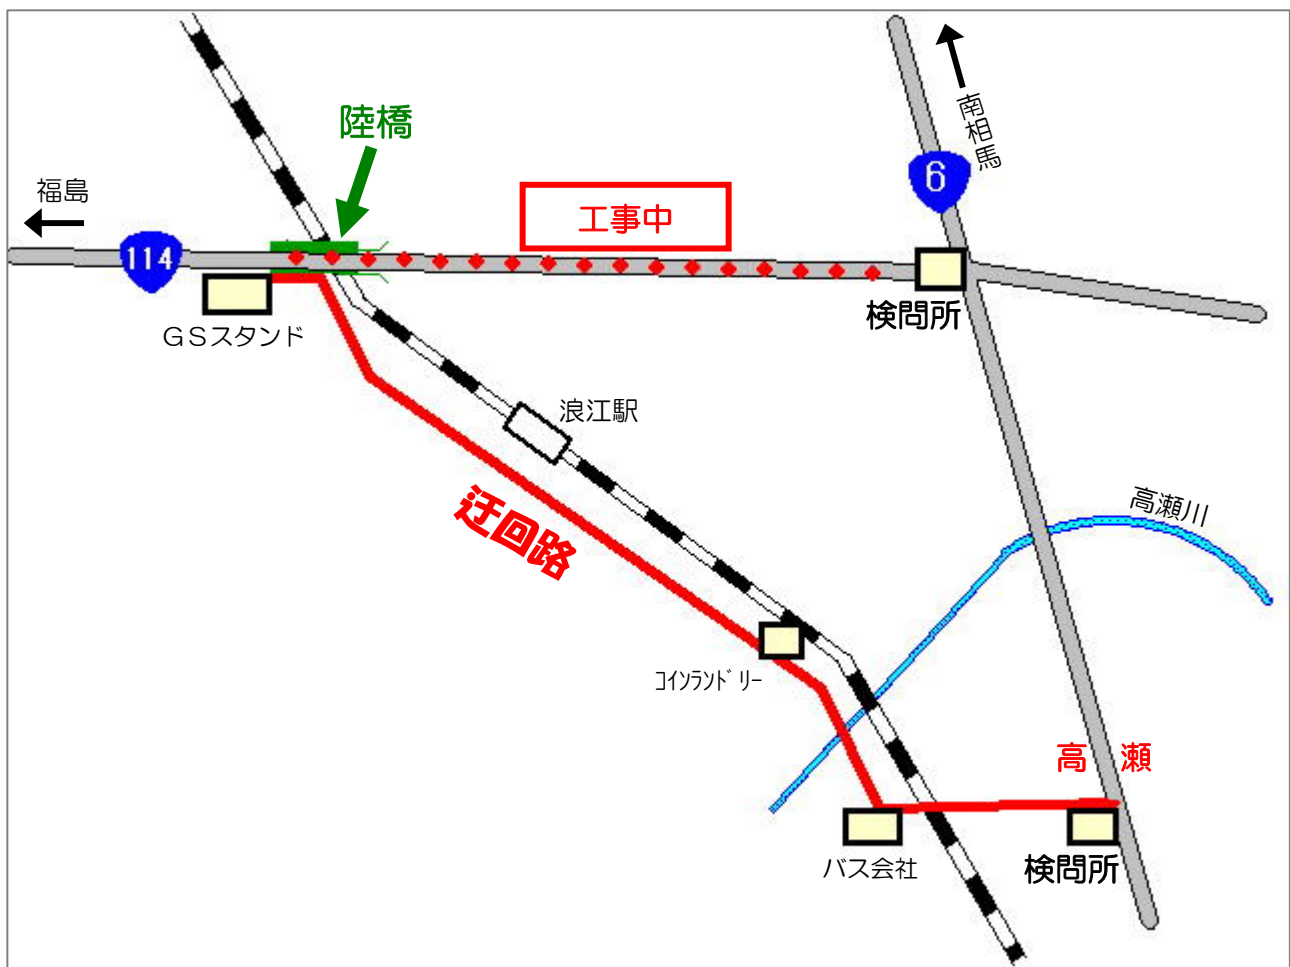 陸橋
南相馬
6
福島
工事中
114
検問所
GSスタンド
浪江駅
迂回路
高瀬川
コインランドリー
高瀬
バス会社
検問所